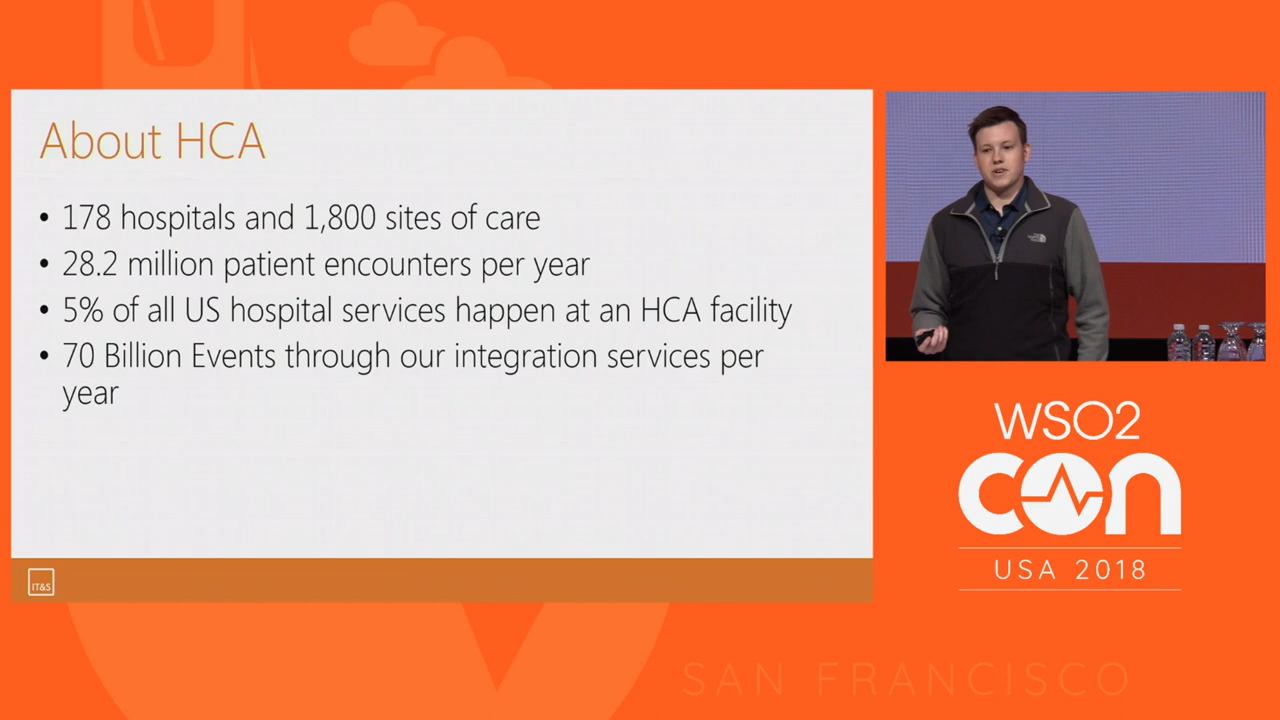 About HCA
• 178 hospitals and 1,800 sites of care
• 28.2 million patient encounters per year
• 5% of all US hospital services happen at an HCA facility
• 70 Billion Events through our integration services per
year
IT&S
WSO2
con
USA 2018
SAN FRANCISCO